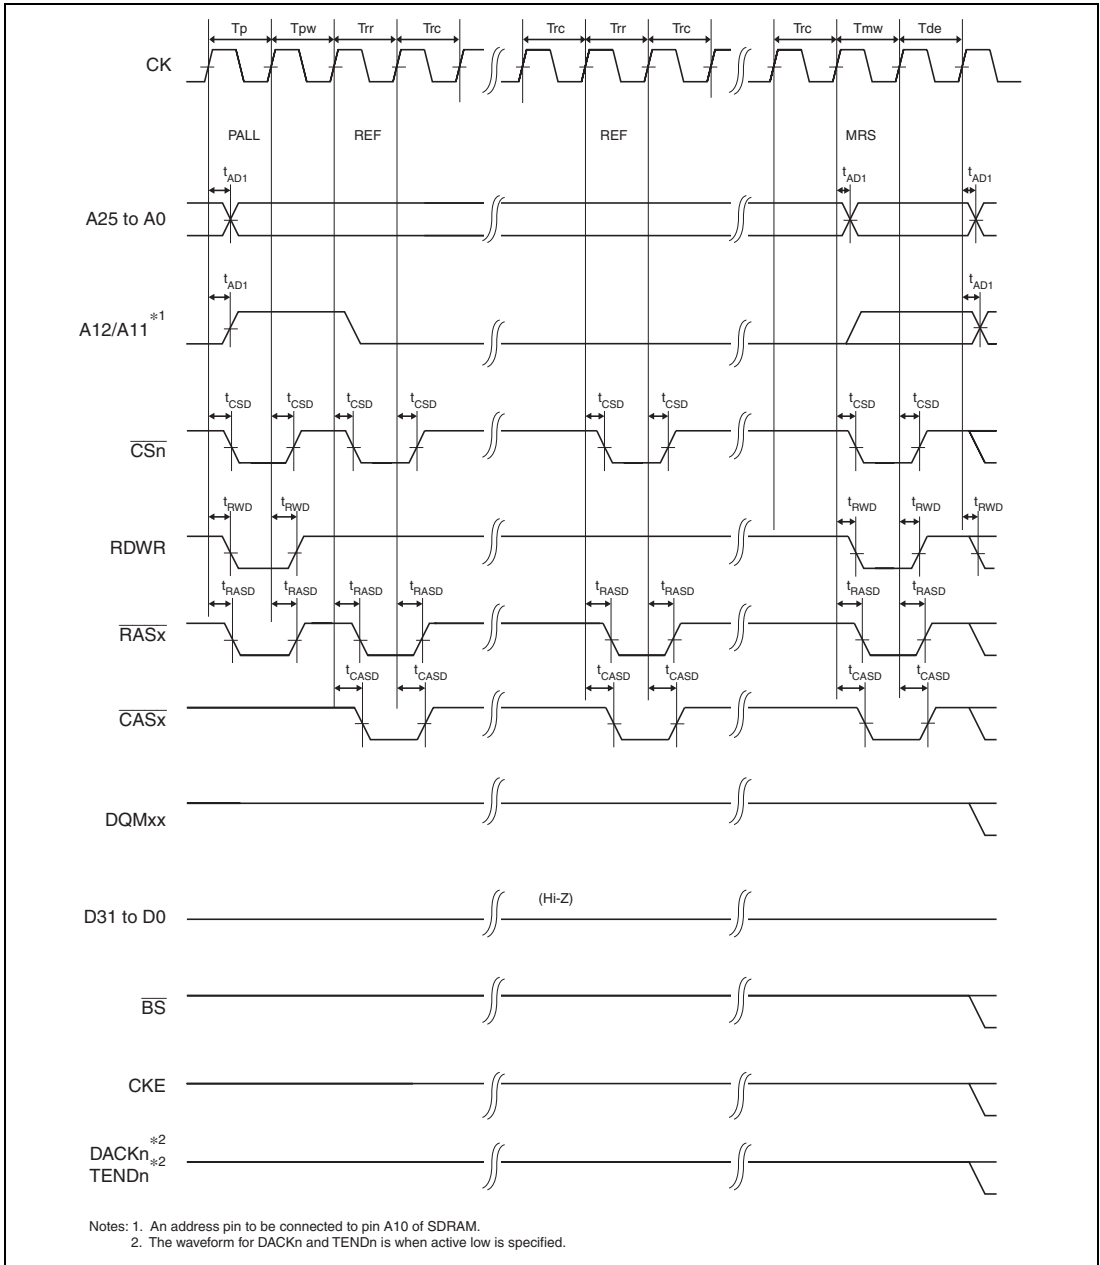 Tp Tpw Trr Trc Trc Trr Trc Trc Tmw Tde
CK
PALL REF REF MRS
tAD1 tAD1 tAD1
A25 to A0
tAD1 tAD1
A12/A11*1
tCSD tCSD tCSD tCSD tCSD tCSD tCSD tCSD
CSn
tRWD tRWD tRWD tRWD tRWD
RDWR
tRASD tRASD tRASD tRASD tRASD tRASD tRASD tRASD
RASx
tCASD tCASD tCASD tCASD tCASD tCASD
CASx
DQMxx
(Hi-Z)
D31 to D0
BS
CKE
DACKn*2
TENDn*2
Notes: 1. An address pin to be connected to pin A10 of SDRAM.
2. The waveform for DACKn and TENDn is when active low is specified.